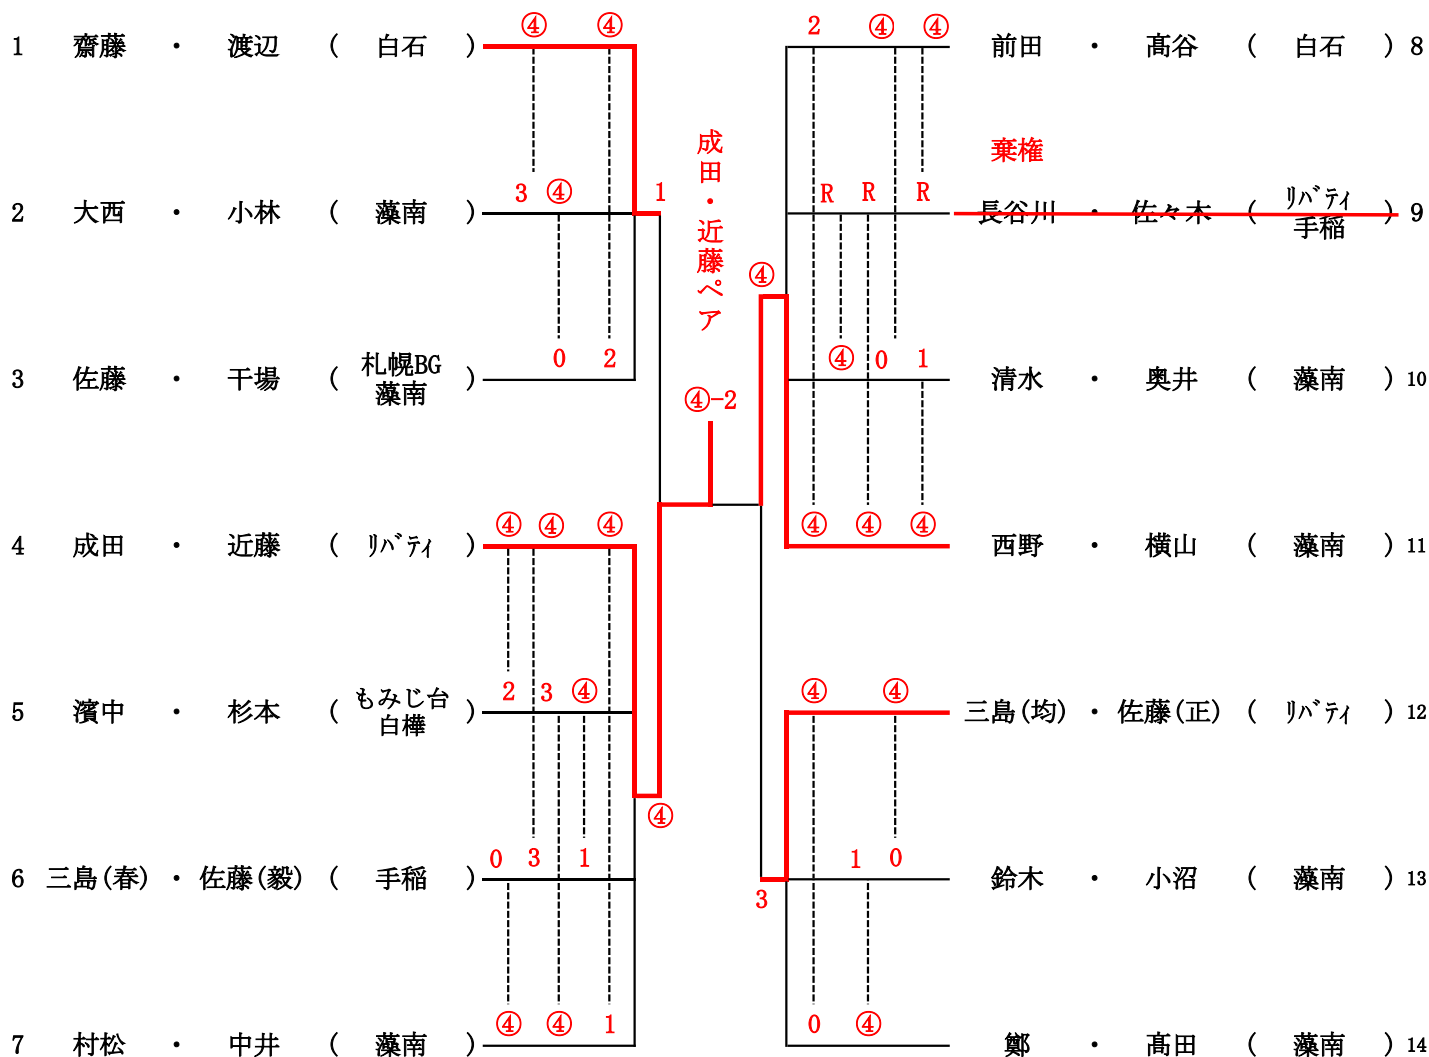 ④ ④
1 齋藤 ・ 渡辺 ( 白石 )
3 ④ 1
2 大西 ・ 小林 ( 藻南 )
0 2
3 佐藤 ・ 干場 ( 札幌BG 藻南 )
④ ④ ④
4 成田 ・ 近藤 ( ﾘﾊﾞﾃｨ )
2 3 ④
5 濱中 ・ 杉本 ( もみじ台 白樺 )
④
0 3 1
6 三島(春) ・ 佐藤(毅) ( 手稲 )
④ ④ 1
7 村松 ・ 中井 ( 藻南 )
成田・近藤ペア
④-2
2 ④ ④
前田 ・ 髙谷 ( 白石 ) 8
棄権
R R R
長谷川 ・ 佐々木 ( ﾘﾊﾞﾃｨ 手稲 ) 9
④
④ 0 1
清水 ・ 奥井 ( 藻南 ) 10
④ ④ ④
西野 ・ 横山 ( 藻南 ) 11
④ ④
三島(均) ・ 佐藤(正) ( ﾘﾊﾞﾃｨ ) 12
1 0
鈴木 ・ 小沼 ( 藻南 ) 13
3
0 ④
鄭 ・ 髙田 ( 藻南 ) 14